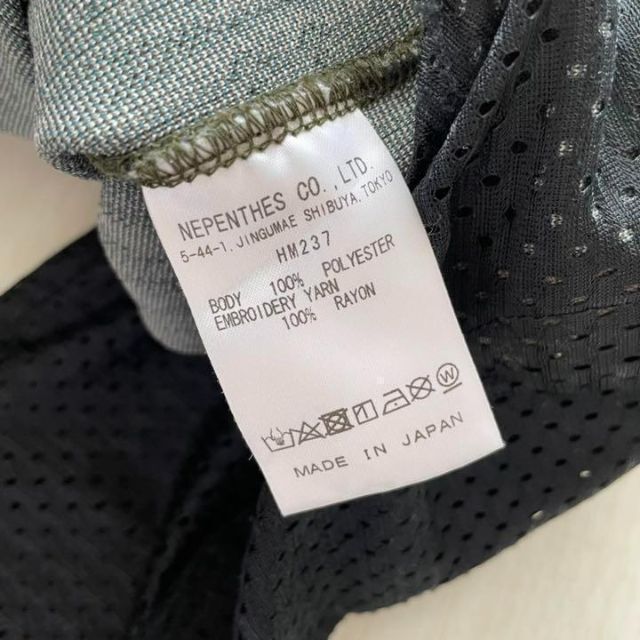 NEPENTHES CO.,LTD.
5-44-1, JINGUMAE SHIBUYA, TOKYO
HM237
BODY 100% POLYESTER
EMBROIDERY YARN
100% RAYON
W
MADE IN JAPAN